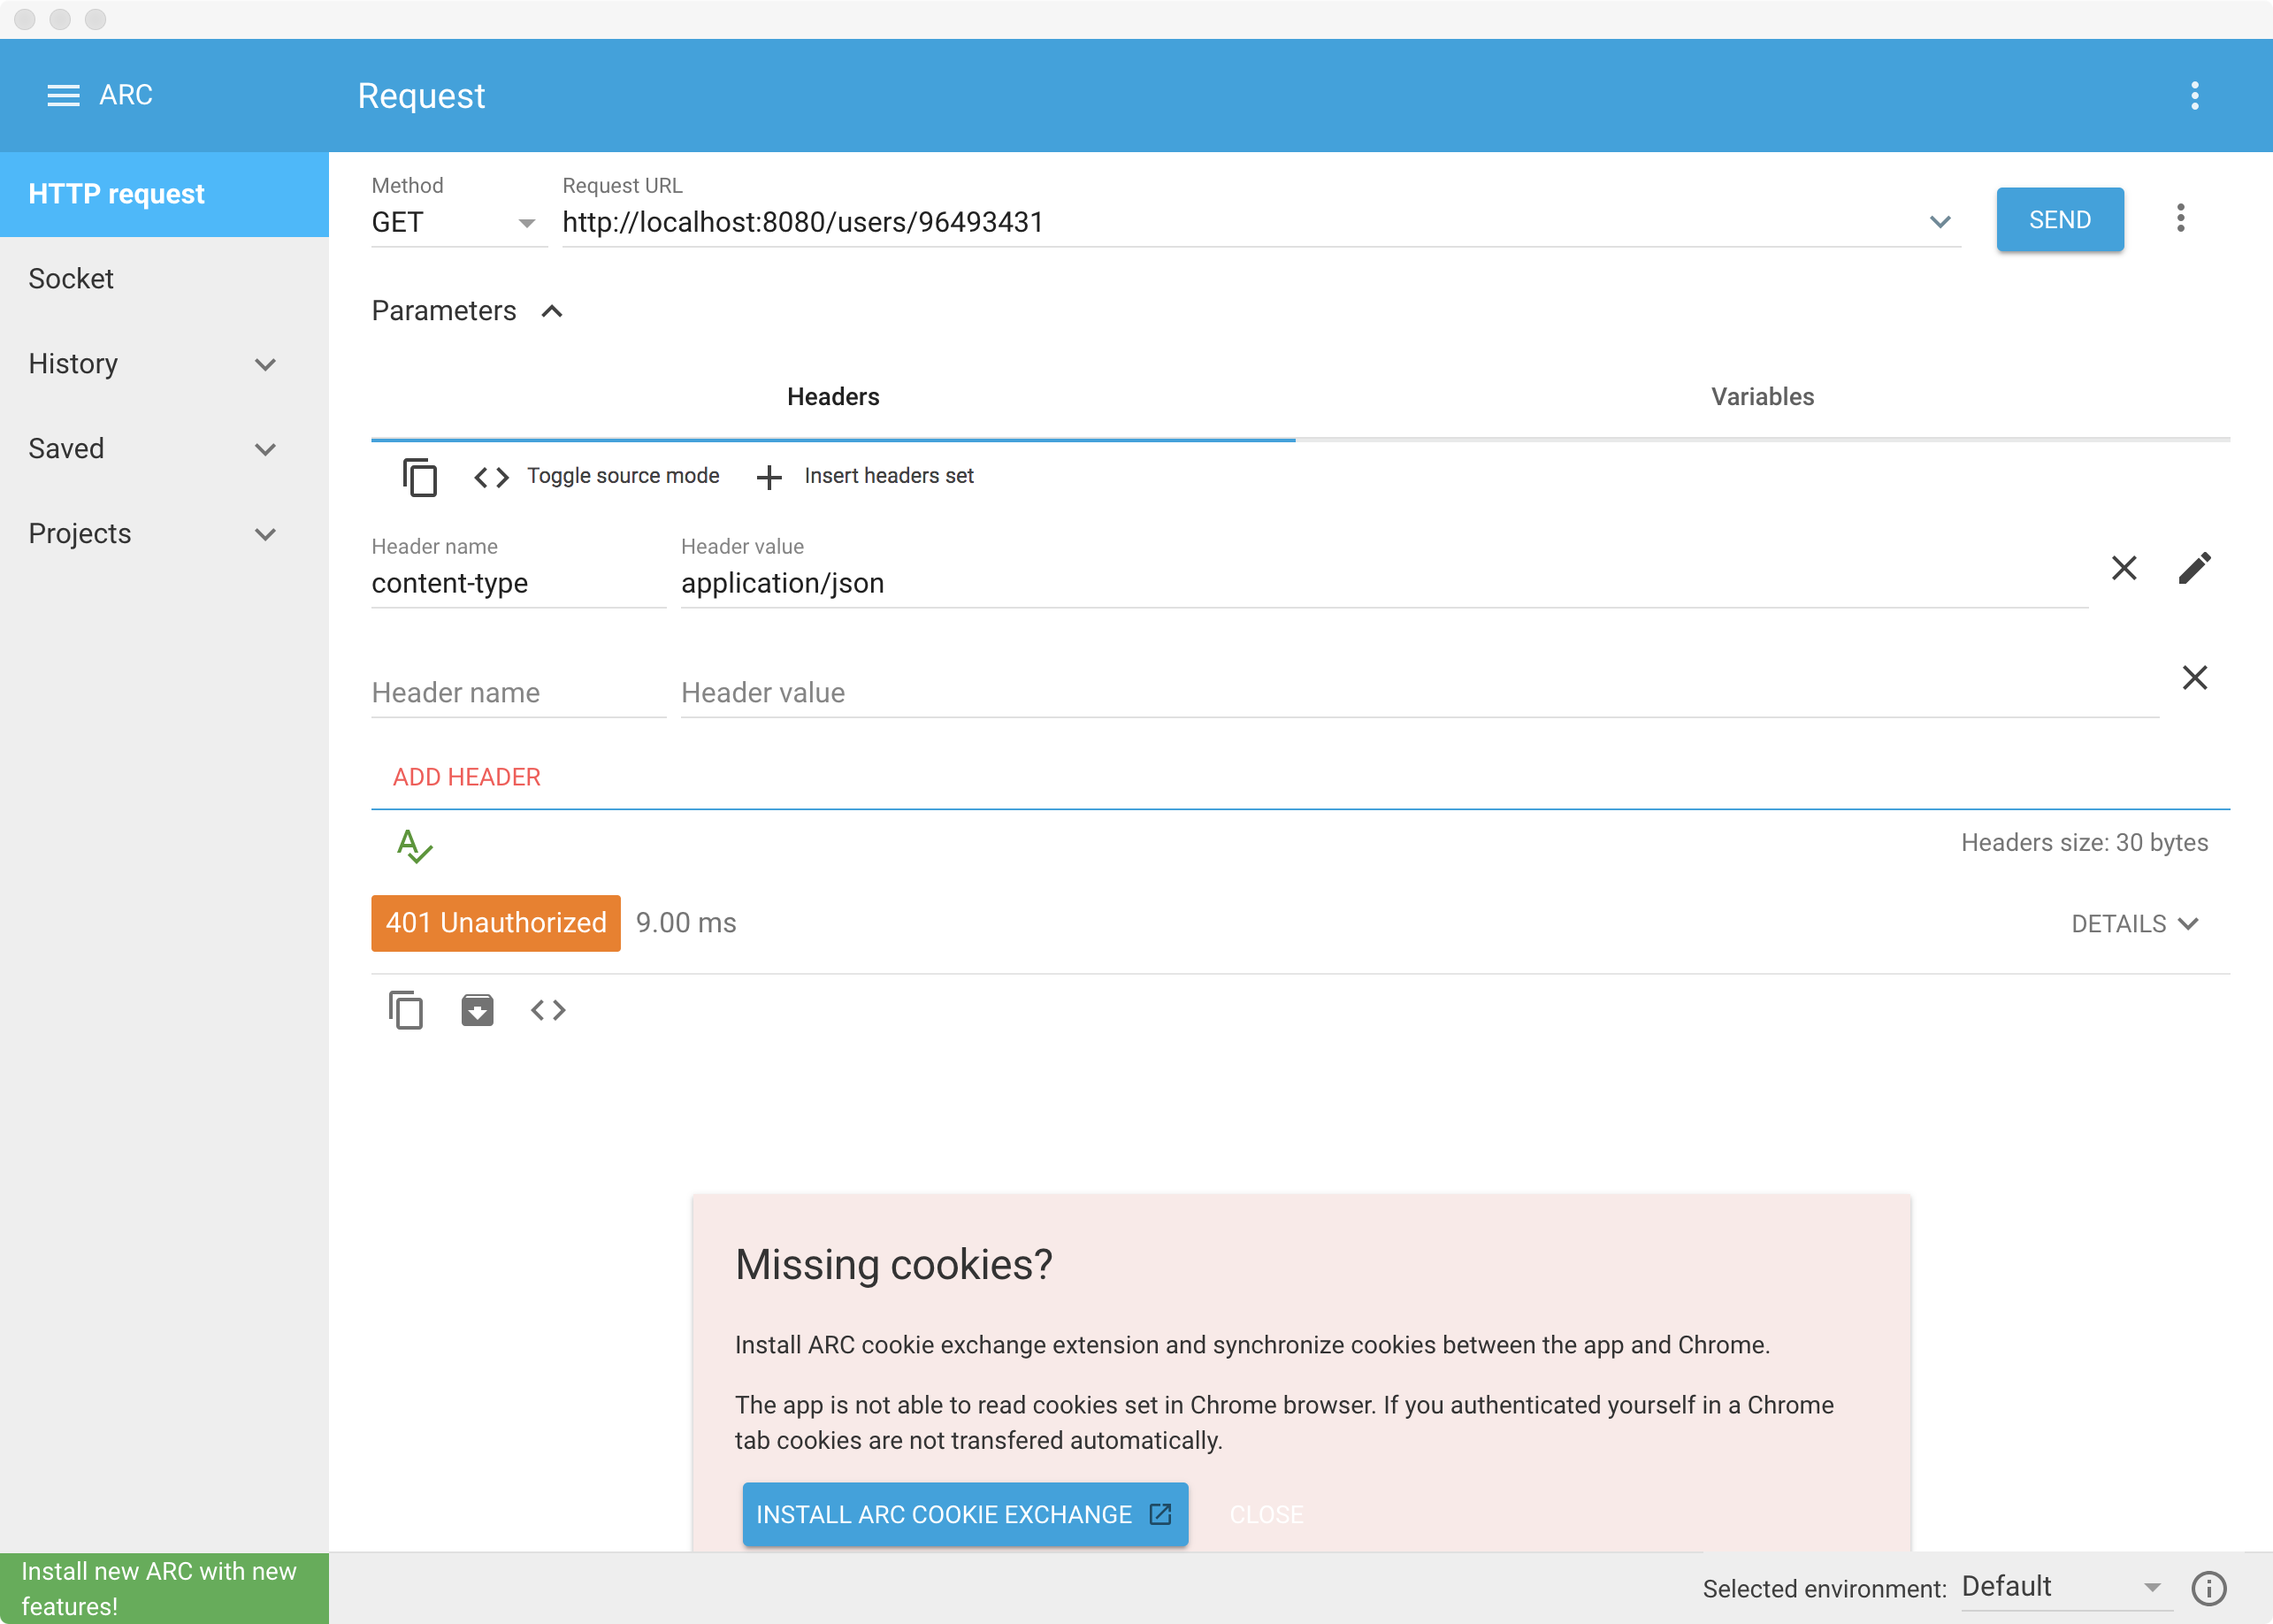 ARC
Request
HTTP request
Socket
History
Saved
Projects
Method
Request URL
GET
http://localhost:8080/users/96493431
SEND
Parameters
Headers
Variables
Toggle source mode
Insert headers set
Header name
Header value
content-type
application/json
Header name
Header value
ADD HEADER
Headers size: 30 bytes
401 Unauthorized
9.00 ms
DETAILS
Missing cookies?
Install ARC cookie exchange extension and synchronize cookies between the app and Chrome.
The app is not able to read cookies set in Chrome browser. If you authenticated yourself in a Chrome
tab cookies are not transfered automatically.
INSTALL ARC COOKIE EXCHANGE
CLOSE
Install new ARC with new
features!
Selected environment:
Default